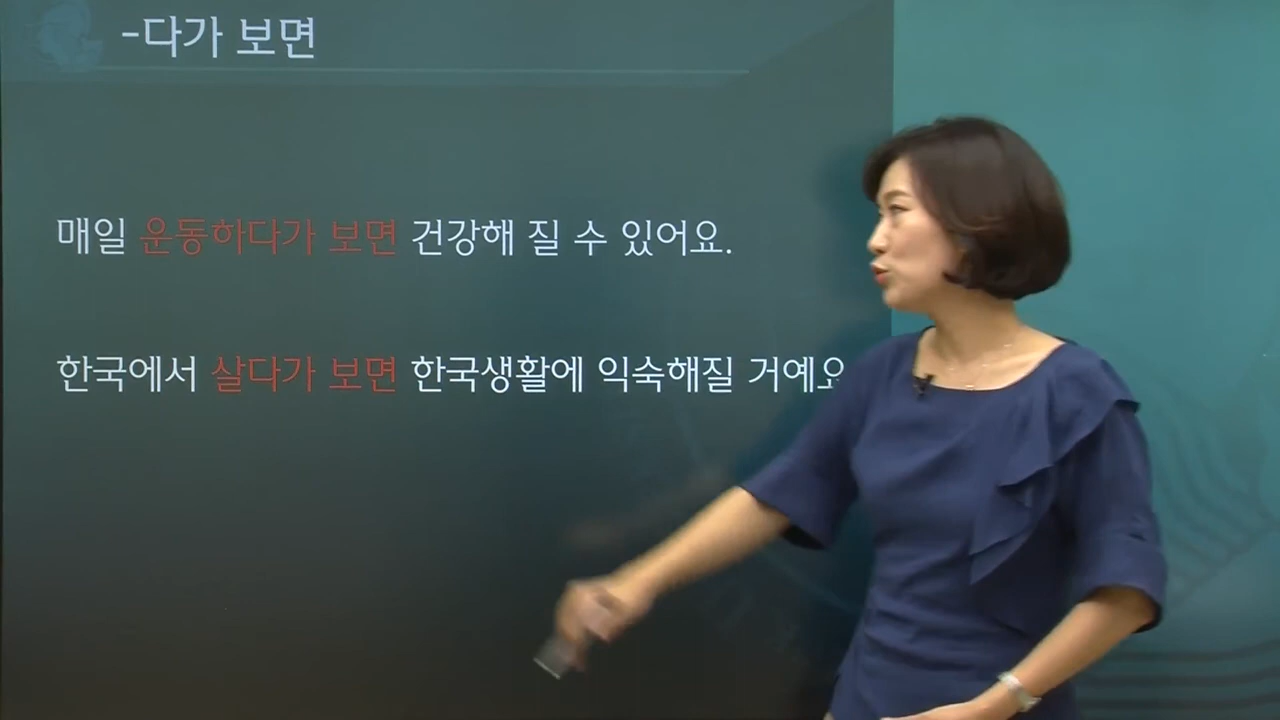 -다가 보면
매일 운동하다가 보면 건강해 질 수 있어요.
한국에서 살다가 보면 한국생활에 익숙해질 거예요